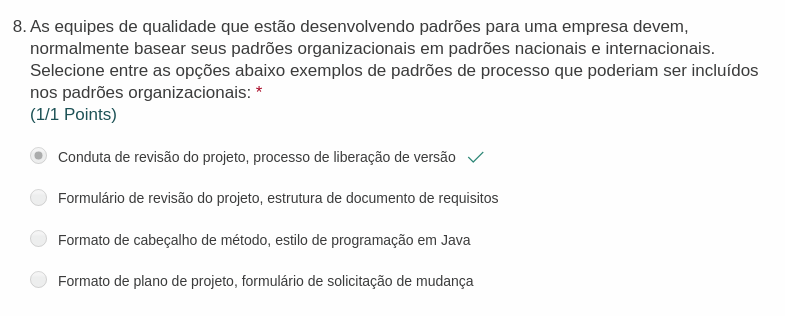 8. As equipes de qualidade que estão desenvolvendo padrões para uma empresa devem,
normalmente basear seus padrões organizacionais em padrões nacionais e internacionais.
Selecione entre as opções abaixo exemplos de padrões de processo que poderiam ser incluídos
nos padrões organizacionais: *
(1/1 Points)
Conduta de revisão do projeto, processo de liberação de versão
Formulário de revisão do projeto, estrutura de documento de requisitos
Formato de cabeçalho de método, estilo de programação em Java
Formato de plano de projeto, formulário de solicitação de mudança